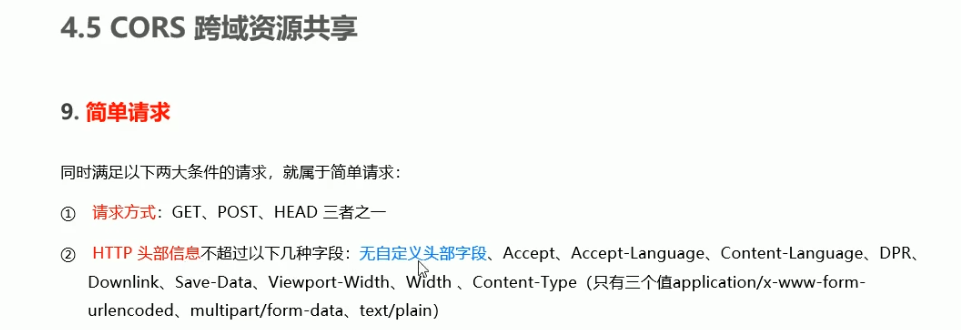 4.5 CORS 跨域资源共享
9. 简单请求
同时满足以下两大条件的请求，就属于简单请求：
① 请求方式：GET、POST、HEAD 三者之一
② HTTP 头部信息不超过以下几种字段：无自定义头部字段、Accept、Accept-Language、Content-Language、DPR、
Downlink、Save-Data、Viewport-Width、Width 、Content-Type（只有三个值application/x-www-form-
urlencoded、multipart/form-data、text/plain）